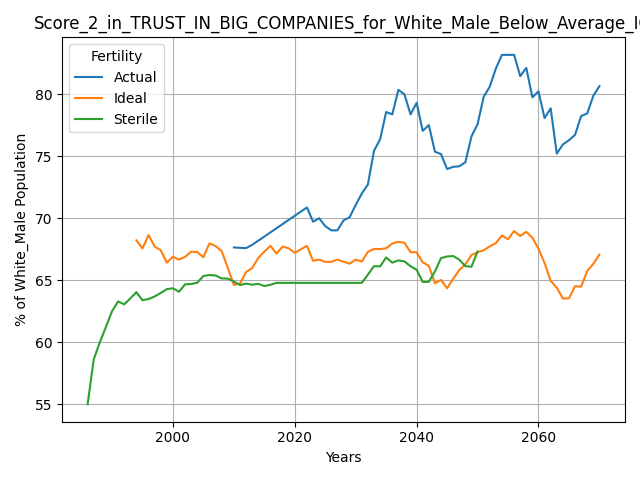 Score_2_in_TRUST_IN_BIG_COMPANIES_for_White_Male_Below_Average_I
Fertility
Actual
Ideal
Sterile
% of White_Male Population
80
75
70
65
60
55
2000
2020
2040
2060
Years